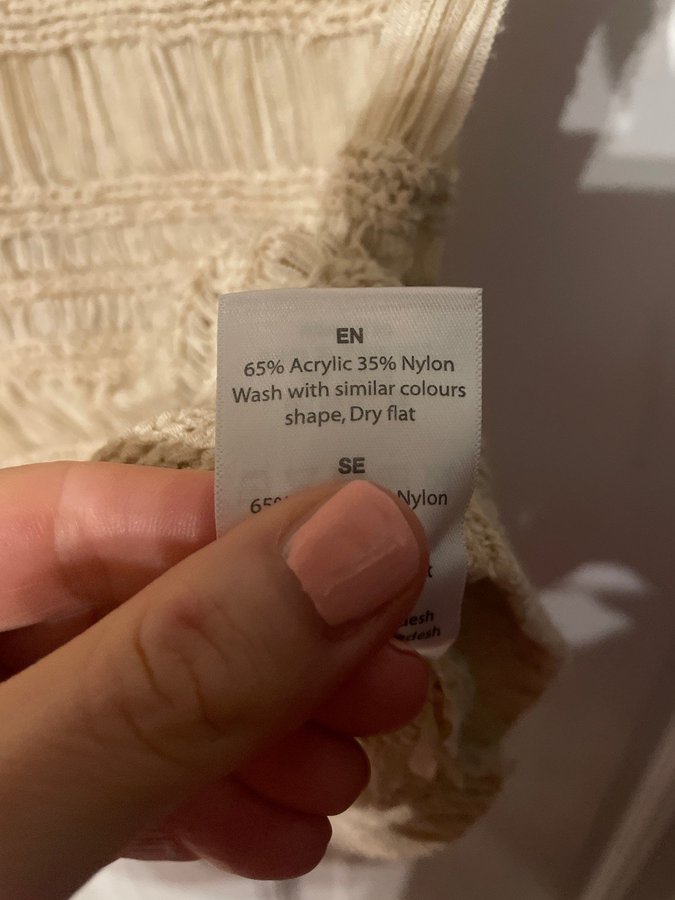 EN
65% Acrylic 35% Nylon
Wash with similar colours
shape, Dry flat
SE
Nylon